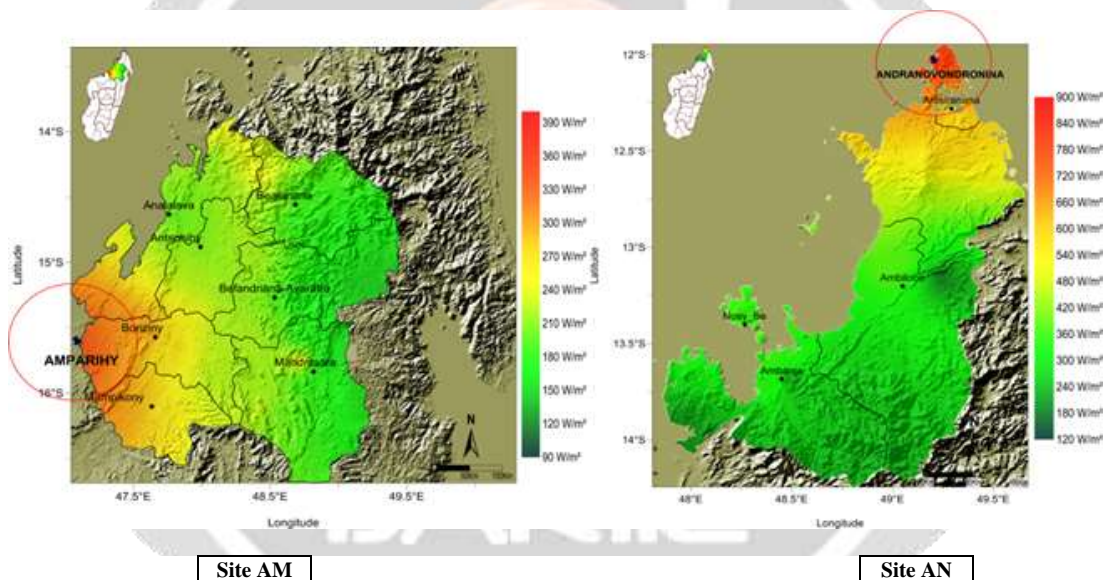 14°S
15°S
16°S
Latitude
47.5°E
48.5°E
49.5°E
Longitude
Analalava
Antsohihy
Befandriana-Avaratra
Boriziny
AMPARIHY
Mandritsara
Mampikony
N
390 W/m²
360 W/m²
330 W/m²
300 W/m²
270 W/m²
240 W/m²
210 W/m²
180 W/m²
150 W/m²
120 W/m²
90 W/m²
12°S
12.5°S
13°S
13.5°S
14°S
Latitude
48°E
48.5°E
49°E
49.5°E
Longitude
ANDRANOVONDRONINA
Antsiranana
Ambilobe
Nosy_Be
Ambanja
900 W/m²
840 W/m²
780 W/m²
720 W/m²
660 W/m²
600 W/m²
540 W/m²
480 W/m²
420 W/m²
360 W/m²
300 W/m²
240 W/m²
180 W/m²
120 W/m²
Site AM
Site AN